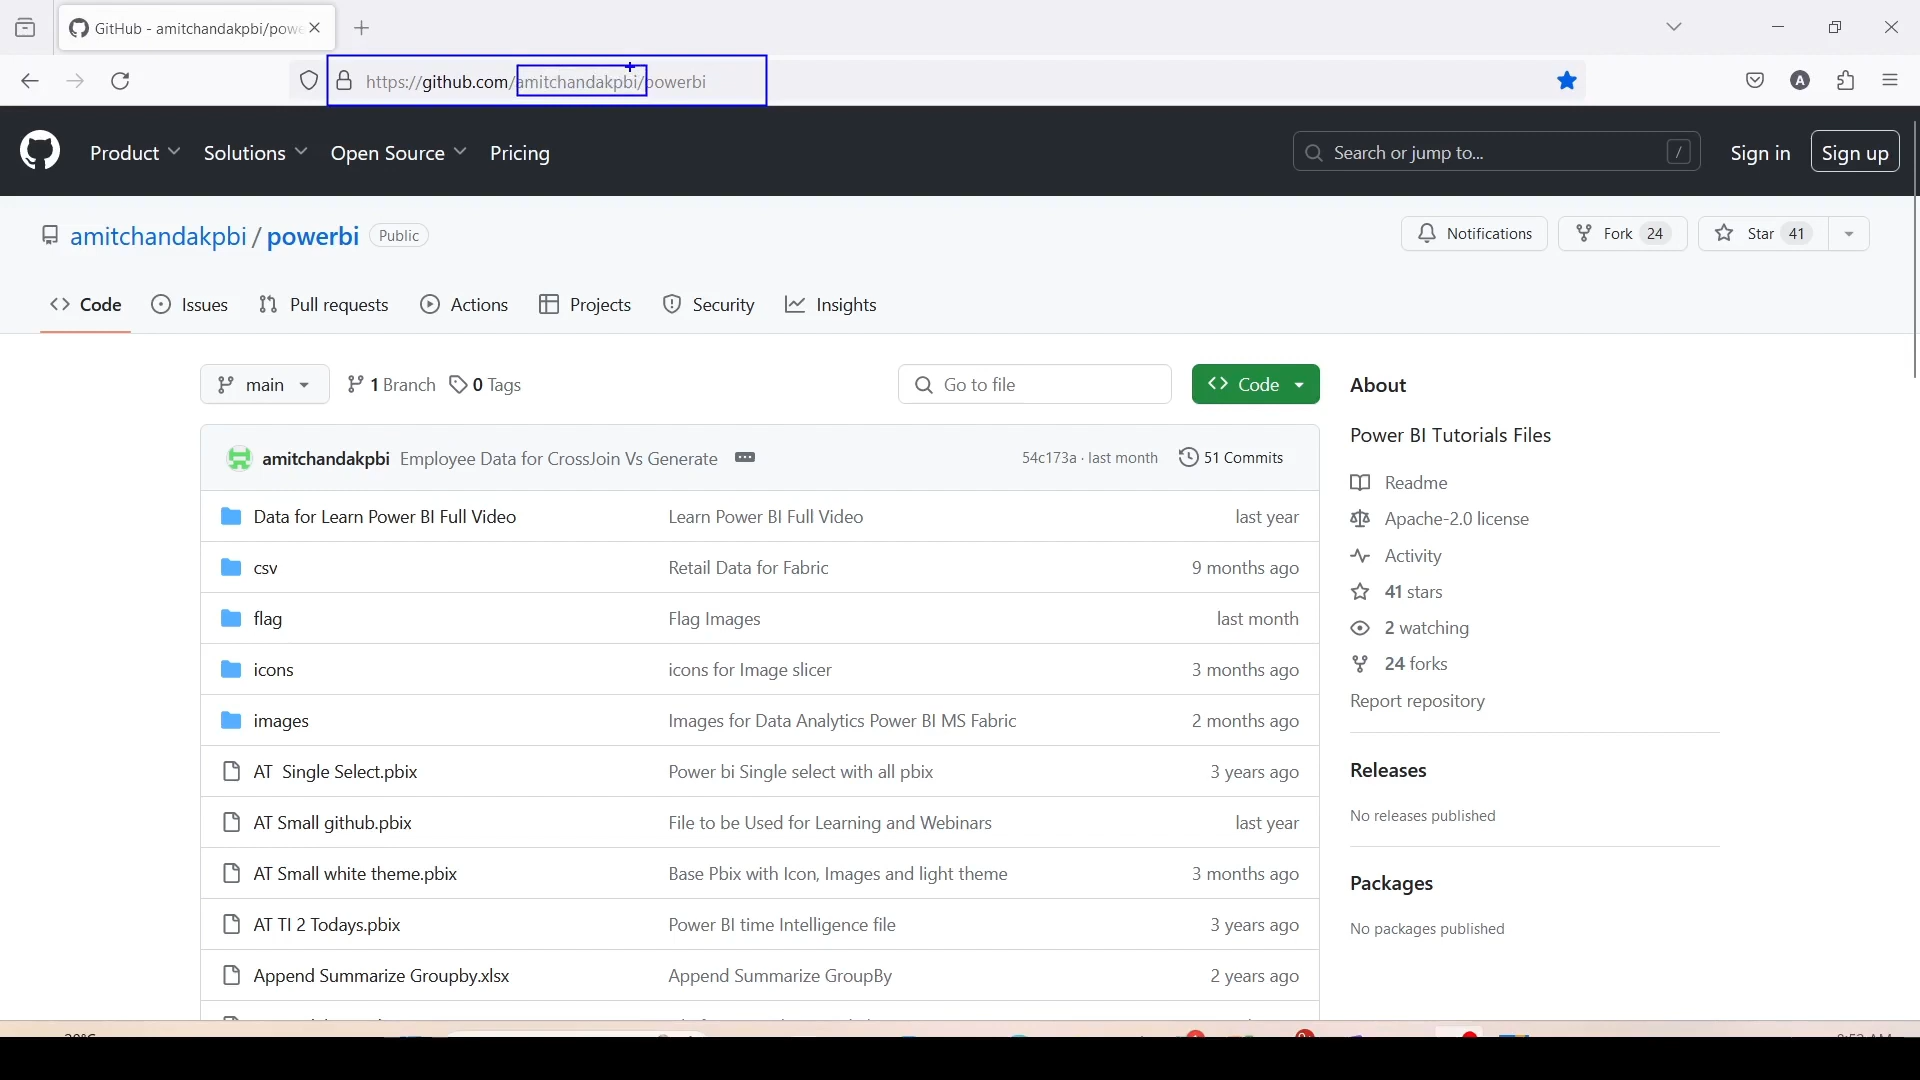 GitHub - amitchandakpbi/powe
https://github.com/amitchandakpbi/powerbi
A
Product
Solutions
Open Source
Pricing
Search or jump to...
/
Sign in
Sign up
amitchandakpbi / powerbi
Public
Notifications
Fork 24
Star 41
Code
Issues
Pull requests
Actions
Projects
Security
Insights
main
1 Branch
0 Tags
Go to file
Code
amitchandakpbi Employee Data for CrossJoin Vs Generate
54c173a · last month
51 Commits
Data for Learn Power BI Full Video Learn Power BI Full Video last year
csv Retail Data for Fabric 9 months ago
flag Flag Images last month
icons icons for Image slicer 3 months ago
images Images for Data Analytics Power BI MS Fabric 2 months ago
AT  Single Select.pbix Power bi Single select with all pbix 3 years ago
AT Small github.pbix File to be Used for Learning and Webinars last year
AT Small white theme.pbix Base Pbix with Icon, Images and light theme 3 months ago
AT TI 2 Todays.pbix Power BI time Intelligence file 3 years ago
Append Summarize Groupby.xlsx Append Summarize GroupBy 2 years ago
About
Power BI Tutorials Files
Readme
Apache-2.0 license
Activity
41 stars
2 watching
24 forks
Report repository
Releases
No releases published
Packages
No packages published